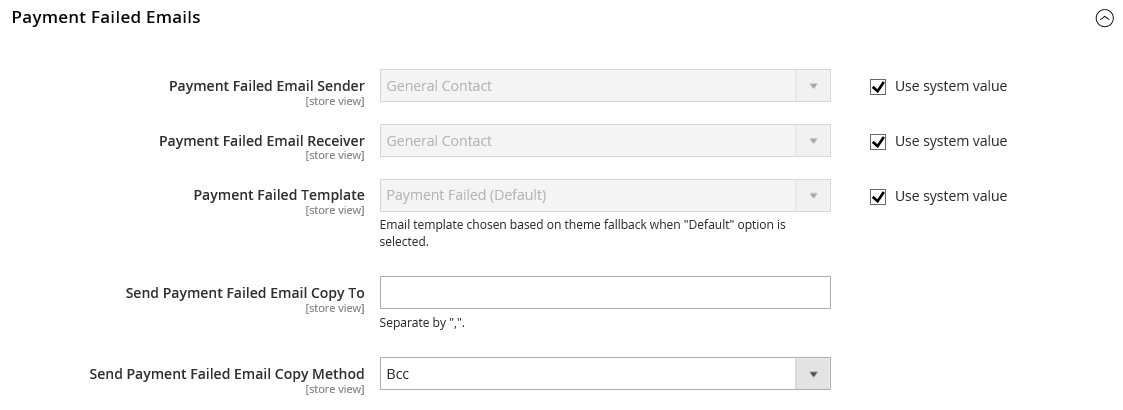 Payment Failed Emails
Payment Failed Email Sender
[store view]
General Contact
Use system value
Payment Failed Email Receiver
[store view]
General Contact
Use system value
Payment Failed Template
[store view]
Payment Failed (Default)
Use system value
Email template chosen based on theme fallback when "Default" option is
selected.
Send Payment Failed Email Copy To
[store view]
Separate by ",".
Send Payment Failed Email Copy Method
[store view]
Bcc